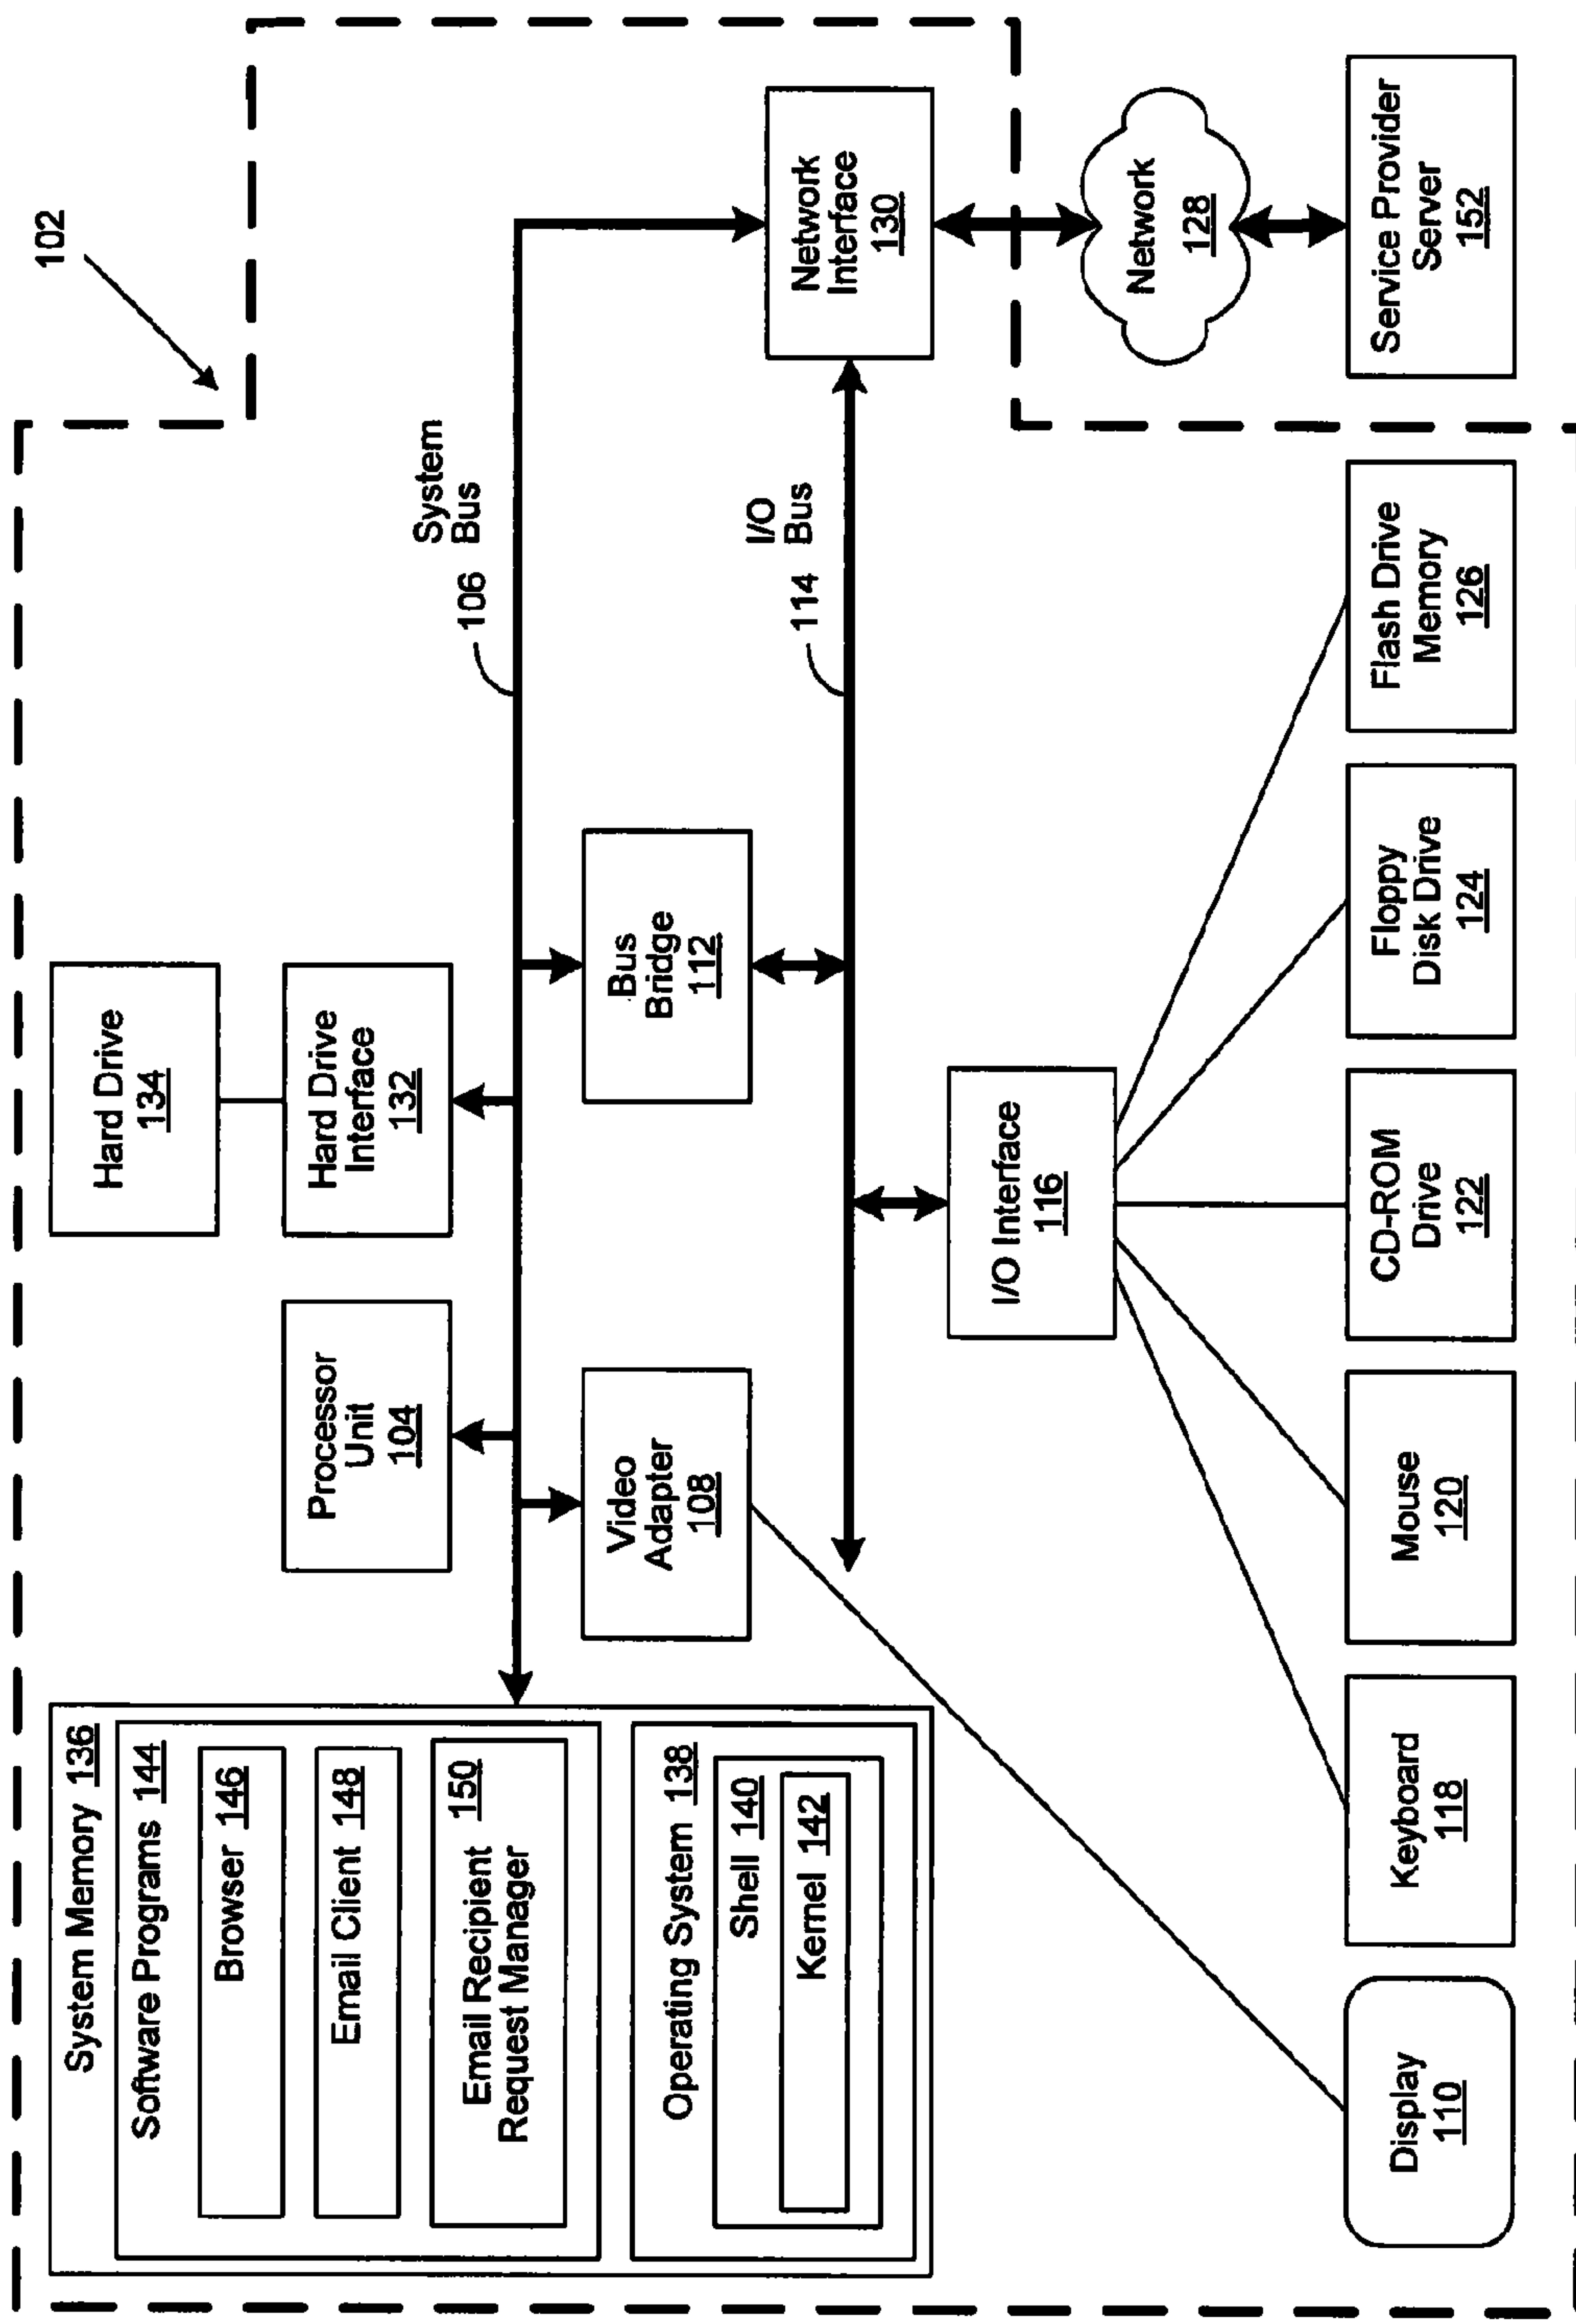 102
System Memory 136
Software Programs 144
Browser 146
Email Client 148
Email Recipient 150
Request Manager
Operating System 138
Shell 140
Kernel 142
Hard Drive
134
Processor
Unit
104
Hard Drive
Interface
132
System
Bus
106
Video
Adapter
108
Bus
Bridge
112
I/O
Bus
114
Network
Interface
130
I/O Interface
116
Network
128
Display
110
Keyboard
118
Mouse
120
CD-ROM
Drive
122
Floppy
Disk Drive
124
Flash Drive
Memory
126
Service Provider
Server
152